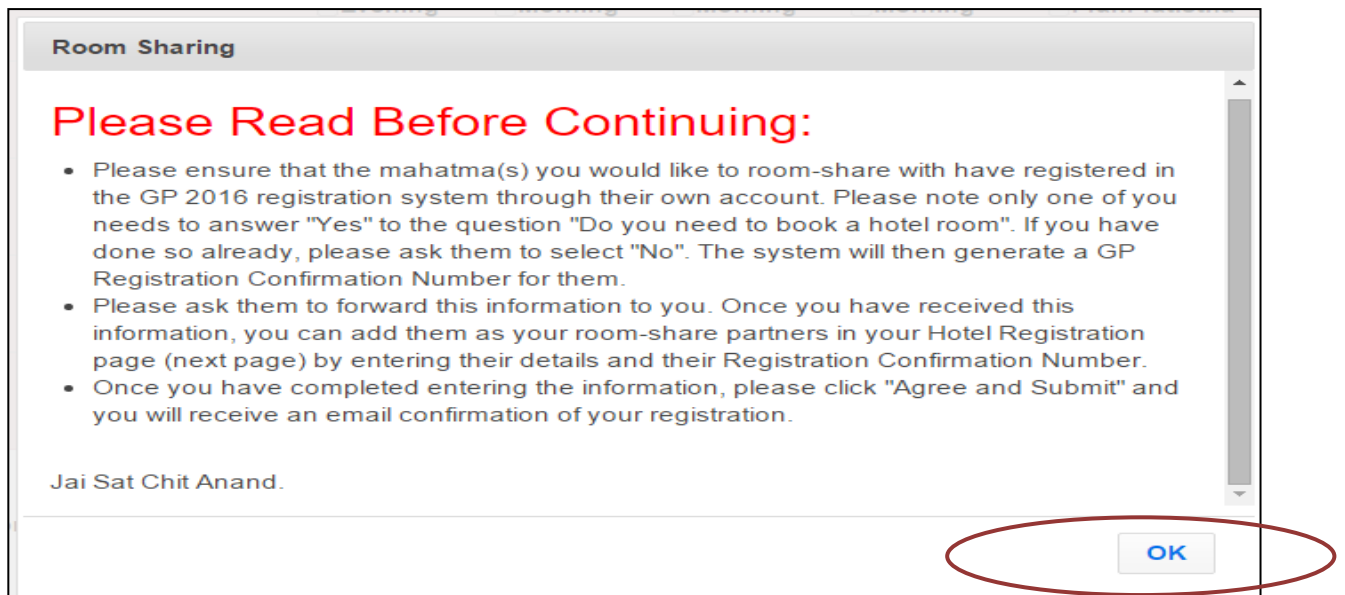 Room Sharing
Please Read Before Continuing:
• Please ensure that the mahatma(s) you would like to room-share with have registered in
the GP 2016 registration system through their own account. Please note only one of you
needs to answer "Yes" to the question "Do you need to book a hotel room". If you have
done so already, please ask them to select "No". The system will then generate a GP
Registration Confirmation Number for them.
• Please ask them to forward this information to you. Once you have received this
information, you can add them as your room-share partners in your Hotel Registration
page (next page) by entering their details and their Registration Confirmation Number.
• Once you have completed entering the information, please click "Agree and Submit" and
you will receive an email confirmation of your registration.
Jai Sat Chit Anand.
OK